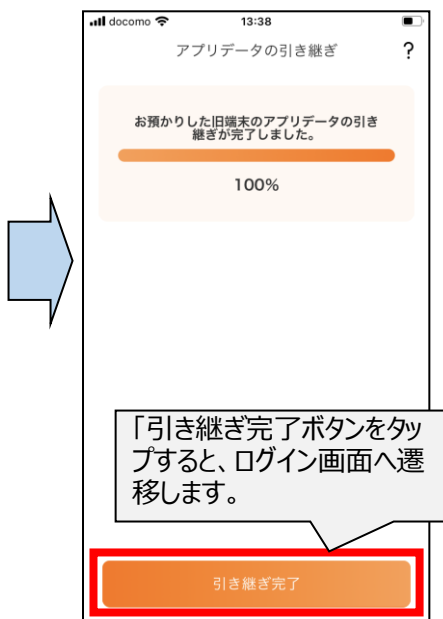 docomo 13:38
アプリデータの引き継ぎ ?
お預かりした旧端末のアプリデータの引き
継ぎが完了しました。
100%
「引き継ぎ完了ボタンをタッ
プすると、ログイン画面へ遷
移します。
引き継ぎ完了